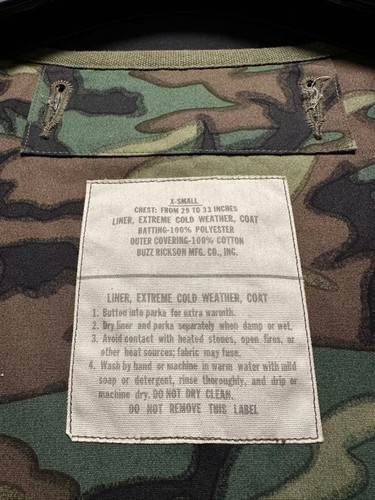 X-SMALL
CHEST: FROM 29 TO 33 INCHES
LINER, EXTREME COLD WEATHER, COAT
BATTING-100% POLYESTER
OUTER COVERING-100% COTTON
BUZZ RICKSON MFG. CO., INC.
LINER, EXTREME COLD WEATHER, COAT
1. Button into parka for extra warmth.
2. Dry liner and parka separately when damp or wet.
3. Avoid contact with heated stones, open fires, or
other heat sources; fabric may fuse.
4. Wash by hand or machine in warm water with mild
soap or detergent, rinse thoroughly, and drip or
machine dry. DO NOT DRY CLEAN.
DO NOT REMOVE THIS LABEL